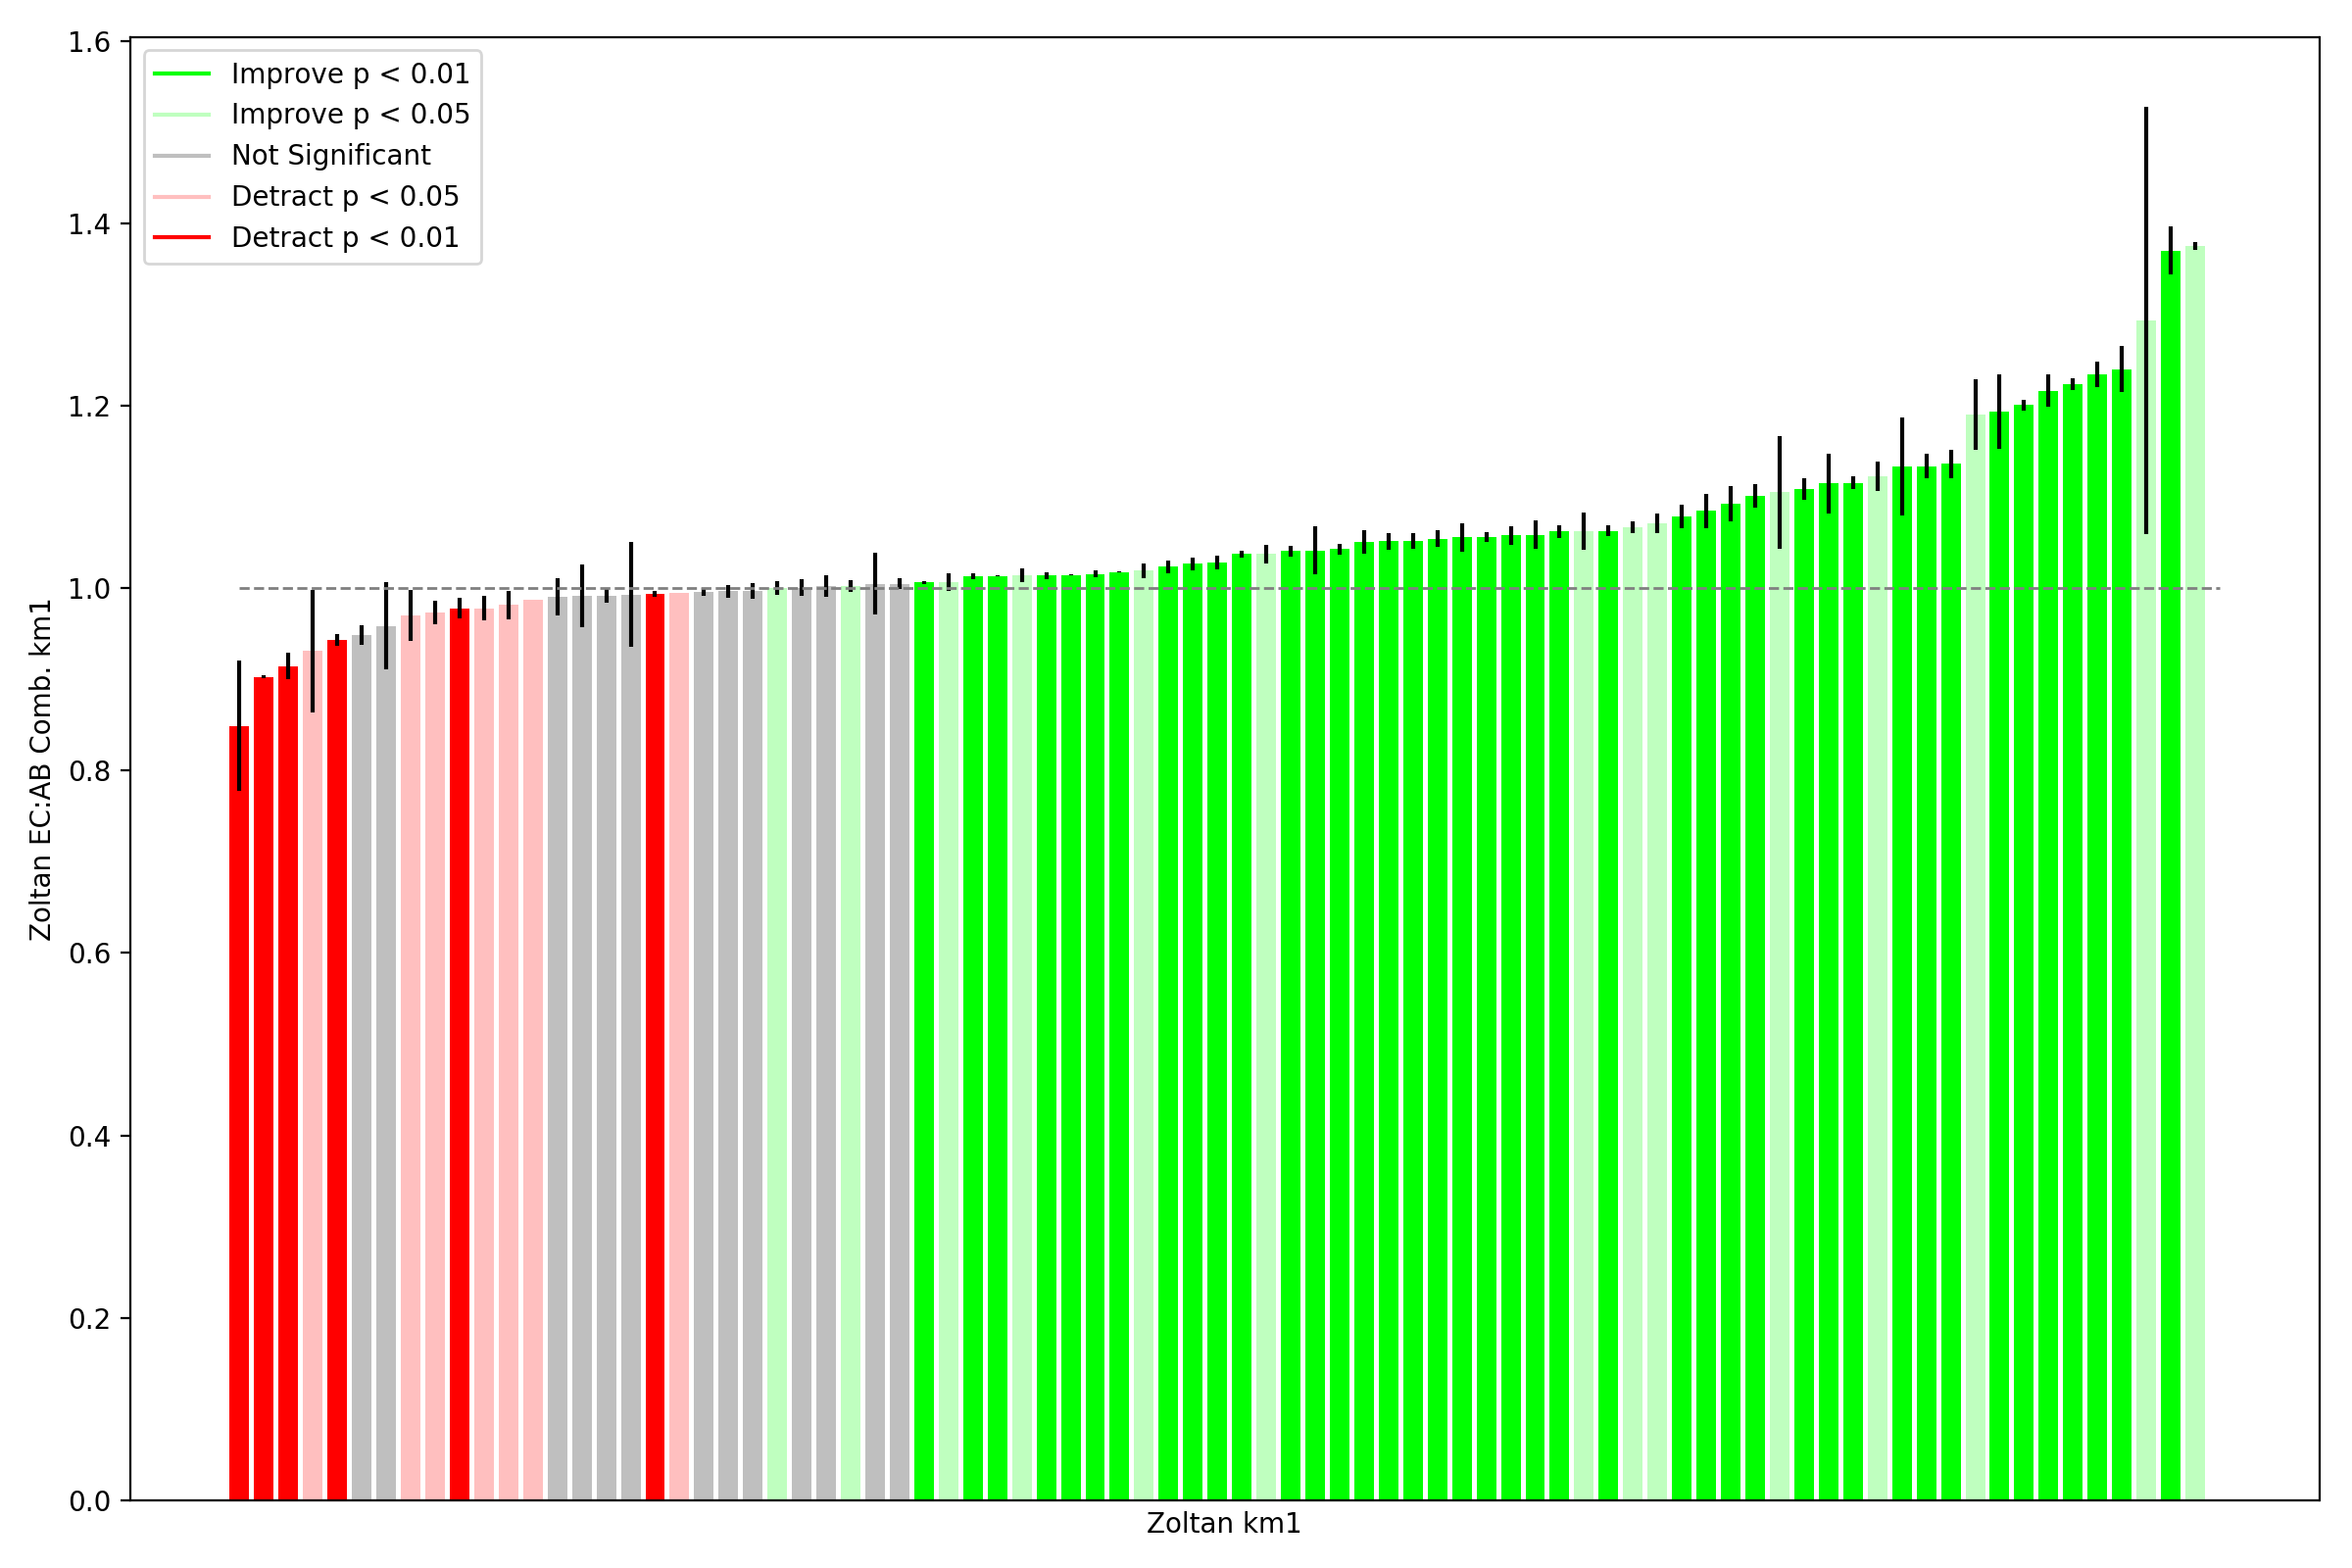 Improve p < 0.01
Improve p < 0.05
Not Significant
Detract p < 0.05
Detract p < 0.01
1.6
1.4
1.2
1.0
0.8
0.6
0.4
0.2
0.0
Zoltan EC:AB Comb. km1
Zoltan km1